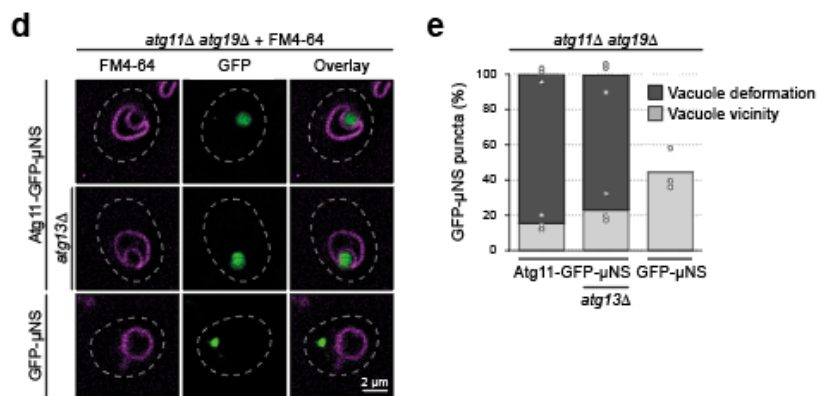 d
atg11Δ atg19Δ + FM4-64
FM4-64 GFP Overlay
Atg11-GFP-µNS
atg13Δ
GFP-µNS
2 µm
e
atg11Δ atg19Δ
GFP-µNS puncta (%)
100
80
60
40
20
0
Vacuole deformation
Vacuole vicinity
Atg11-GFP-µNS GFP-µNS
atg13Δ